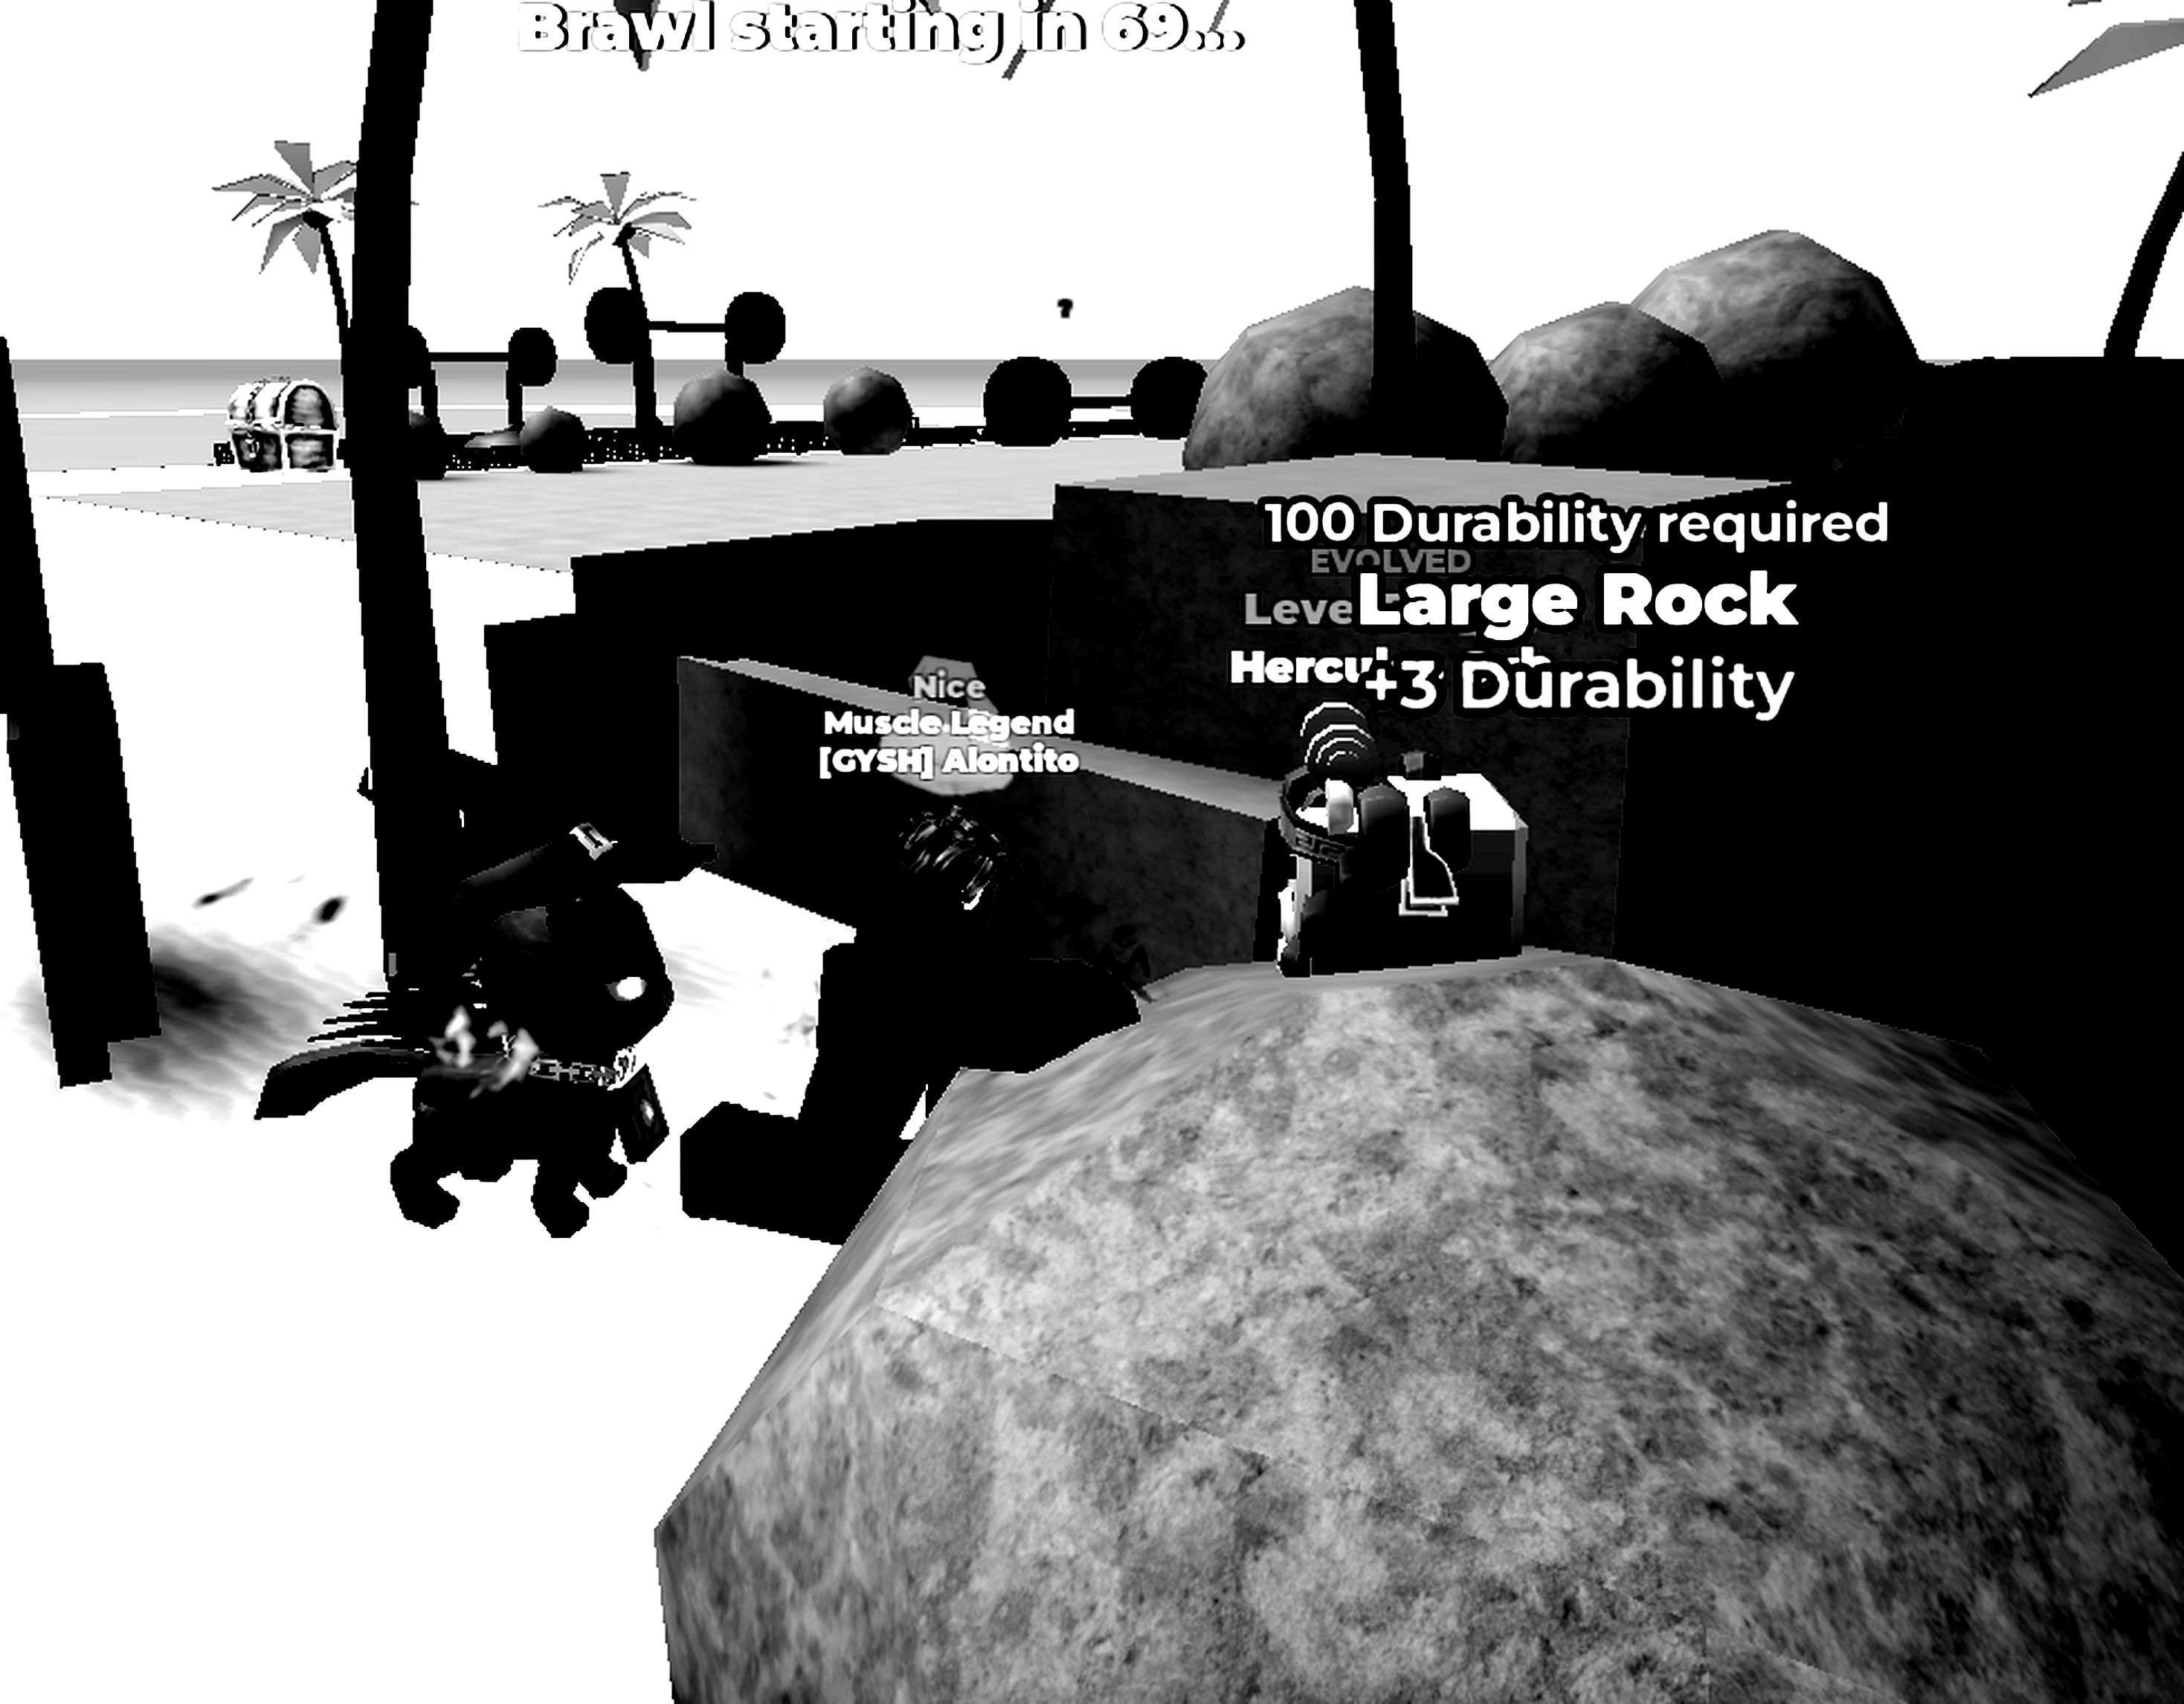 Brawl starting in 69...
?
100 Durability required
EVOLVED
Large Rock
+3 Durability
Nice
Muscle Legend
[GYSH] Alontito